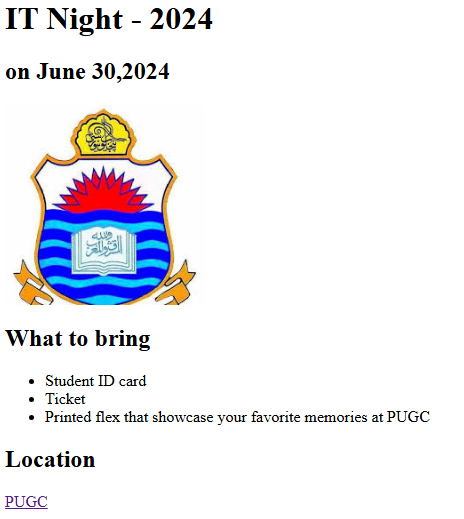 IT Night - 2024
on June 30,2024
What to bring
Student ID card
Ticket
Printed flex that showcase your favorite memories at PUGC
Location
PUGC